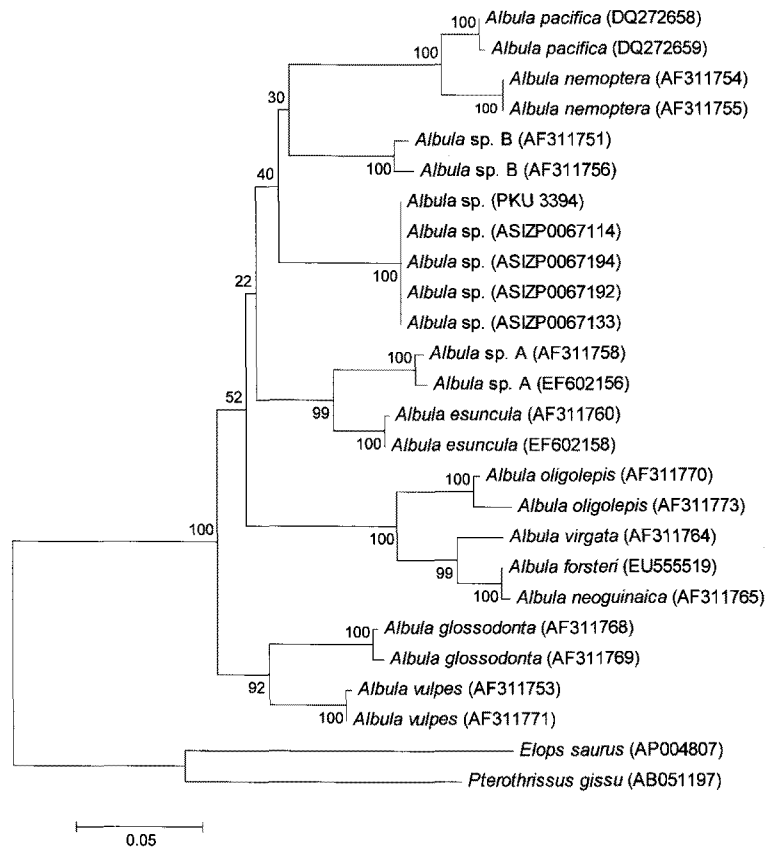 Albula pacifica (DQ272658)
100
Albula pacifica (DQ272659)
100
Albula nemoptera (AF311754)
100
Albula nemoptera (AF311755)
30
Albula sp. B (AF311751)
100
Albula sp. B (AF311756)
40
Albula sp. (PKU 3394)
Albula sp. (ASIZP0067114)
Albula sp. (ASIZP0067194)
100
Albula sp. (ASIZP0067192)
Albula sp. (ASIZP0067133)
22
Albula sp. A (AF311758)
100
Albula sp. A (EF602156)
99
Albula esuncula (AF311760)
100
Albula esuncula (EF602158)
52
Albula oligolepis (AF311770)
100
Albula oligolepis (AF311773)
100
Albula virgata (AF311764)
99
Albula forsteri (EU555519)
100
Albula neoguinaica (AF311765)
100
Albula glossodonta (AF311768)
100
Albula glossodonta (AF311769)
92
Albula vulpes (AF311753)
100
Albula vulpes (AF311771)
Elops saurus (AP004807)
Pterothrissus gissu (AB051197)
0.05